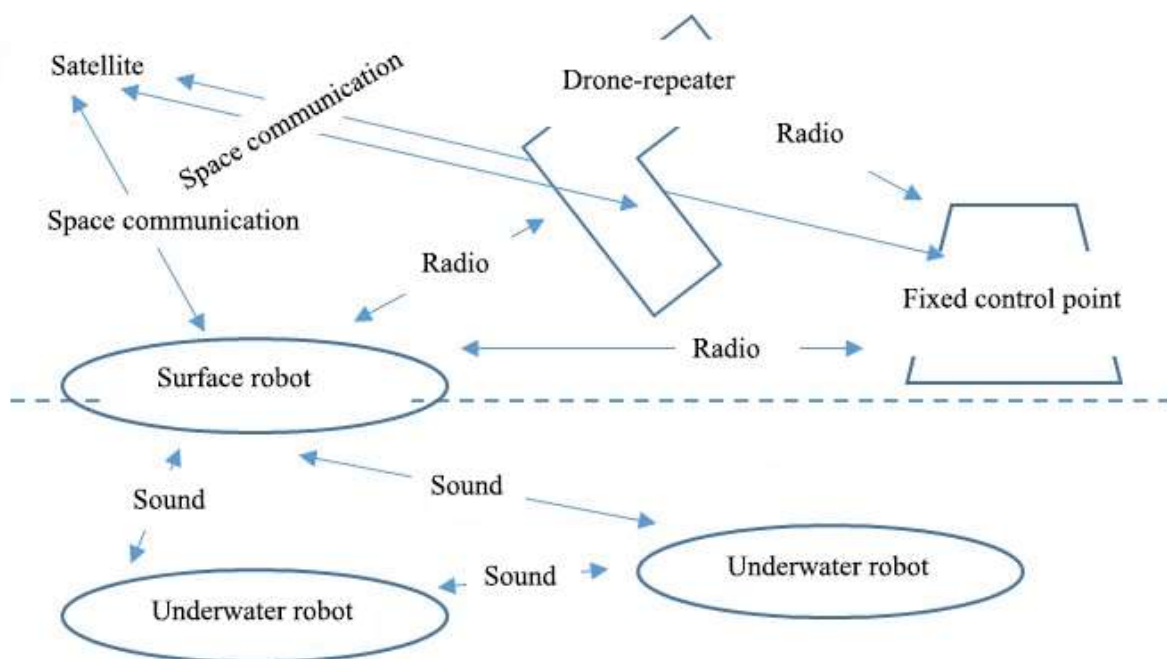 Satellite
Space communication
Drone-repeater
Radio
Space communication
Radio
Fixed control point
Radio
Surface robot
Sound
Sound
Sound
Underwater robot
Underwater robot